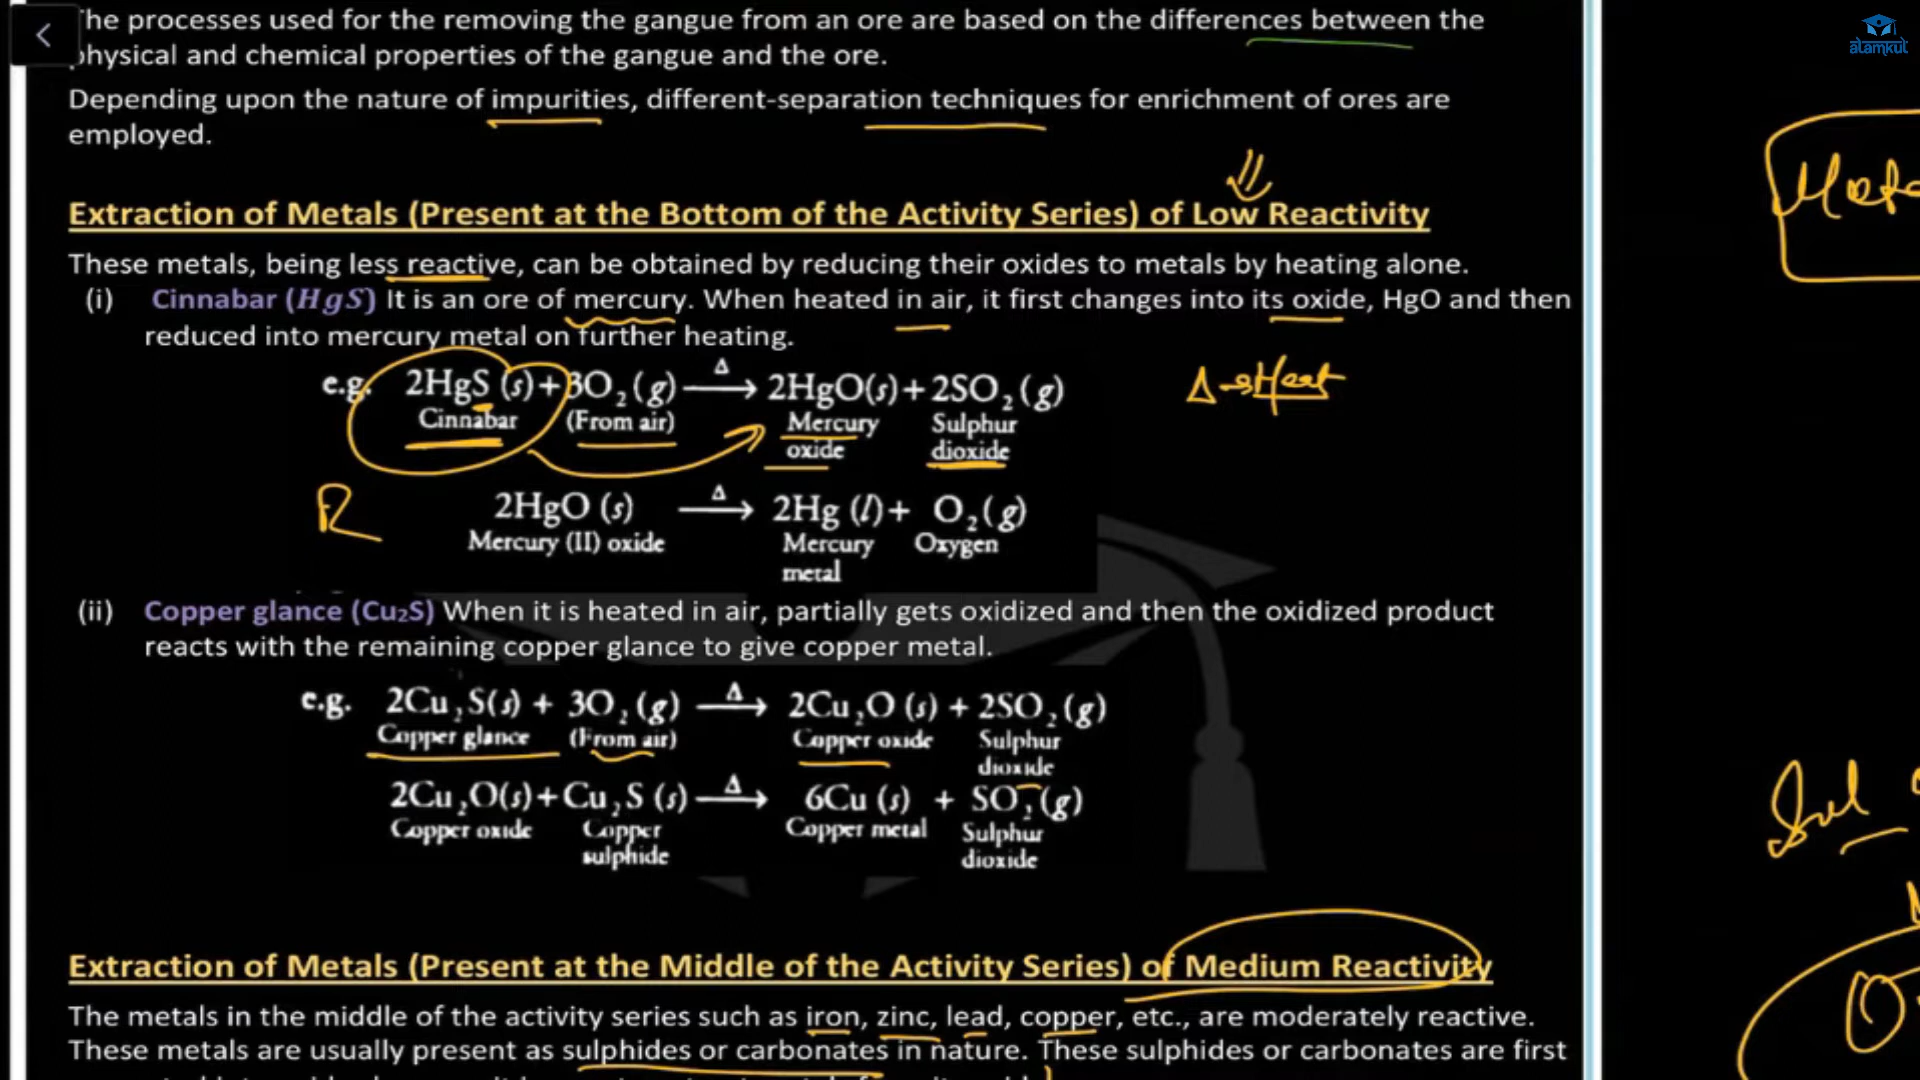 The processes used for the removing the gangue from an ore are based on the differences between the
physical and chemical properties of the gangue and the ore.
Depending upon the nature of impurities, different-separation techniques for enrichment of ores are
employed.
Extraction of Metals (Present at the Bottom of the Activity Series) of Low Reactivity
These metals, being less reactive, can be obtained by reducing their oxides to metals by heating alone.
(i) Cinnabar (HgS) It is an ore of mercury. When heated in air, it first changes into its oxide, HgO and then
reduced into mercury metal on further heating.
e.g. 2HgS (s) + 3O₂ (g) —Δ→ 2HgO(s) + 2SO₂ (g)
Cinnabar (From air) Mercury Sulphur
oxide dioxide
Δ → Heat
R
2HgO (s) —Δ→ 2Hg (l) + O₂(g)
Mercury (II) oxide Mercury Oxygen
metal
(ii) Copper glance (Cu₂S) When it is heated in air, partially gets oxidized and then the oxidized product
reacts with the remaining copper glance to give copper metal.
e.g. 2Cu₂S(s) + 3O₂ (g) —Δ→ 2Cu₂O (s) + 2SO₂ (g)
Copper glance (From air) Copper oxide Sulphur
dioxide
2Cu₂O(s) + Cu₂S (s) —Δ→ 6Cu (s) + SO₂ (g)
Copper oxide Copper Copper metal Sulphur
sulphide dioxide
Extraction of Metals (Present at the Middle of the Activity Series) of Medium Reactivity
The metals in the middle of the activity series such as iron, zinc, lead, copper, etc., are moderately reactive.
These metals are usually present as sulphides or carbonates in nature. These sulphides or carbonates are first
alamkul
Meta
Sul